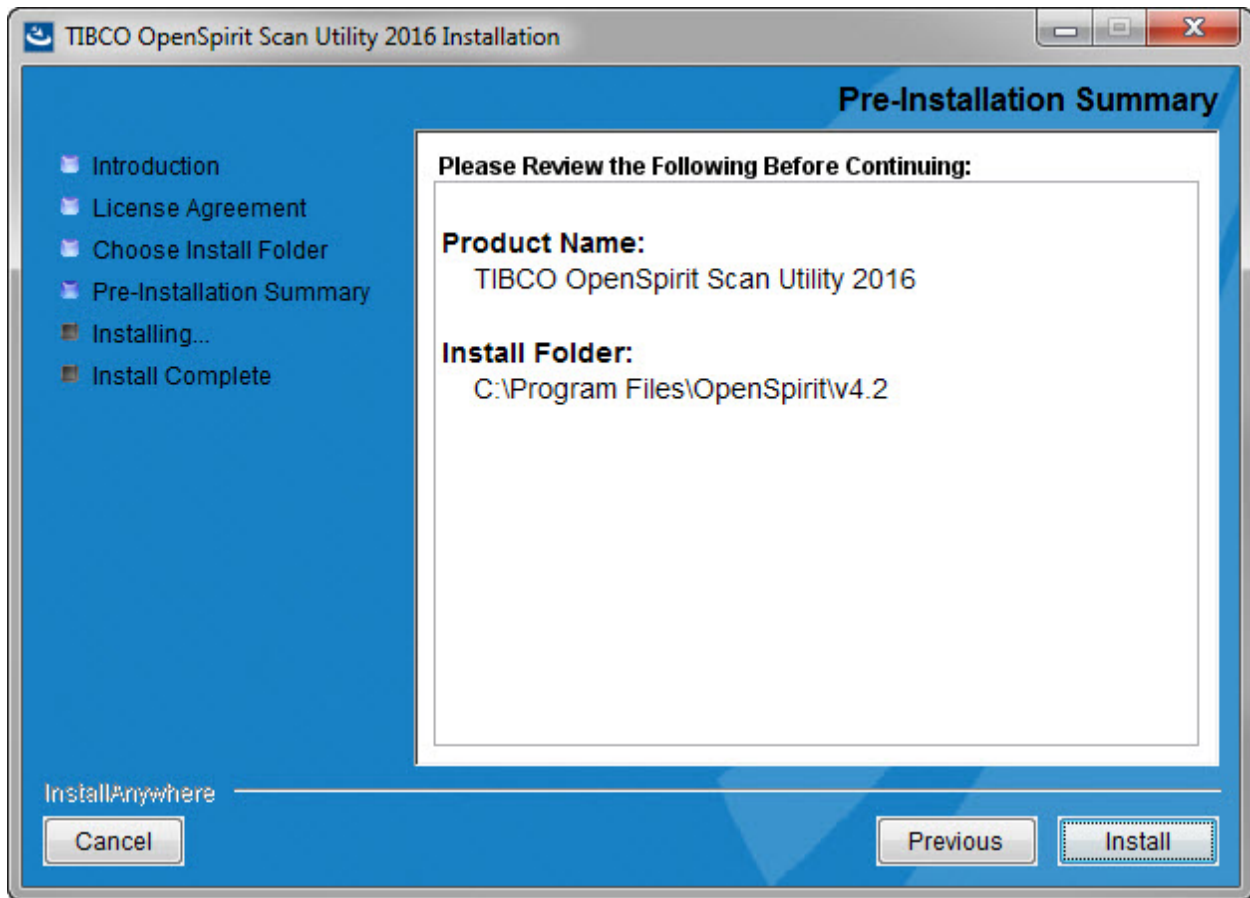 TIBCO OpenSpirit Scan Utility 2016 Installation
Pre-Installation Summary
Introduction
License Agreement
Choose Install Folder
Pre-Installation Summary
Installing...
Install Complete
Please Review the Following Before Continuing:
Product Name:
TIBCO OpenSpirit Scan Utility 2016
Install Folder:
C:\Program Files\OpenSpirit\v4.2
InstallAnywhere
Cancel
Previous
Install